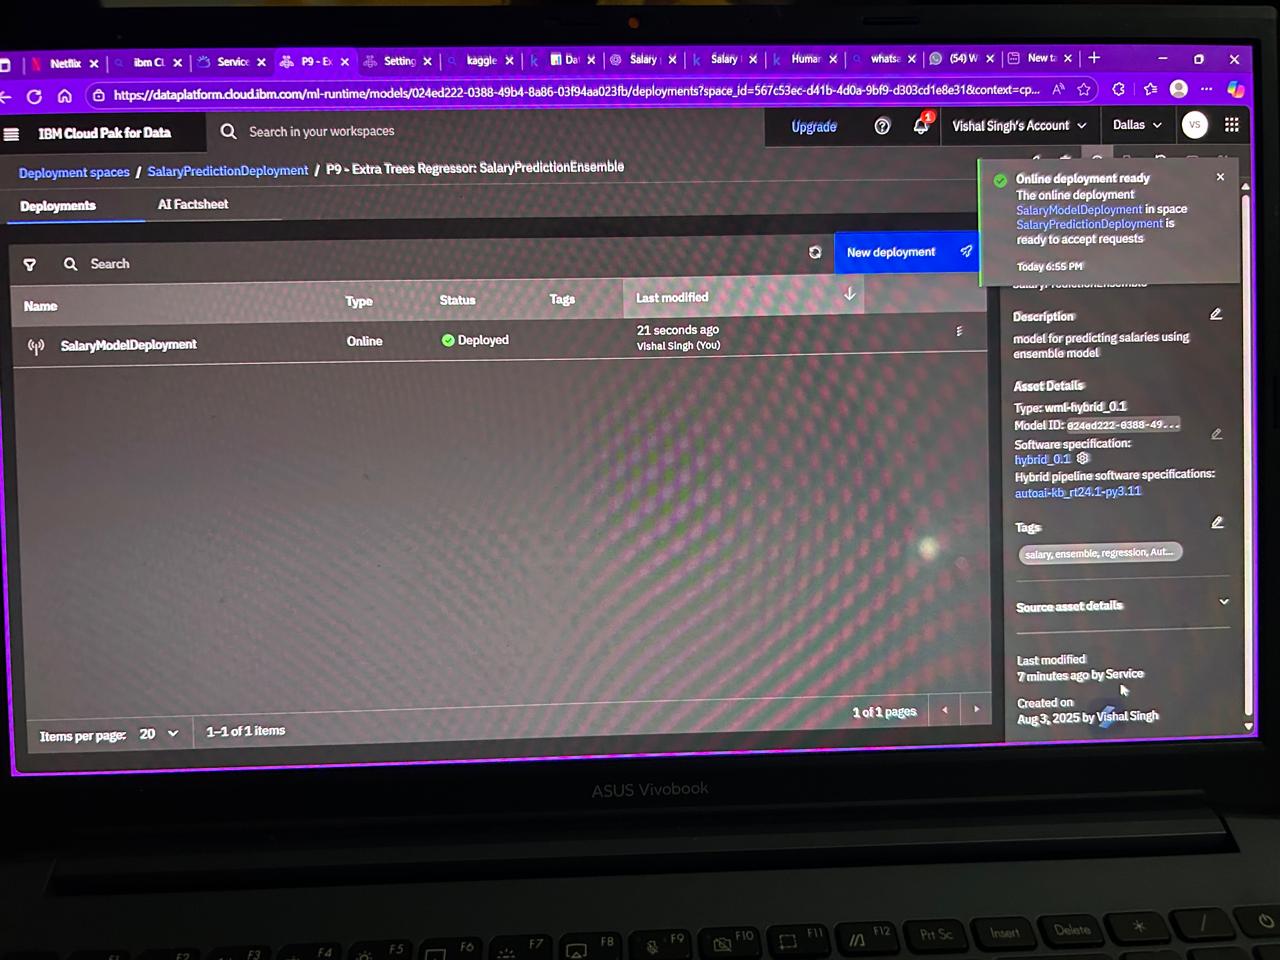 Netflix
ibm Cl
Service
P9 - Ex
Setting
kaggle
Dat
Salary
Salary
Human
whatsa
(54) W
New ta
https://dataplatform.cloud.ibm.com/ml-runtime/models/024ed222-0388-49b4-8a86-03f94aa023fb/deployments?space_id=567c53ec-d41b-4d0a-9bf9-d303cd1e8e31&context=cp...
IBM Cloud Pak for Data
Search in your workspaces
Upgrade
1
Vishal Singh's Account
Dallas
VS
Deployment spaces / SalaryPredictionDeployment / P9 - Extra Trees Regressor: SalaryPredictionEnsemble
Deployments
AI Factsheet
Online deployment ready
The online deployment
SalaryModelDeployment in space
SalaryPredictionDeployment is
ready to accept requests
Today 6:55 PM
Search
New deployment
Name
Type
Status
Tags
Last modified
SalaryModelDeployment
Online
Deployed
21 seconds ago
Vishal Singh (You)
Description
model for predicting salaries using
ensemble model
Asset Details
Type: wml-hybrid_0.1
Model ID: 024ed222-0388-49...
Software specification:
hybrid_0.1
Hybrid pipeline software specifications:
autoai-kb_rt24.1-py3.11
Tags
salary, ensemble, regression, Aut...
Source asset details
Last modified
7 minutes ago by Service
Created on
Aug 3, 2025 by Vishal Singh
Items per page: 20
1–1 of 1 items
1 of 1 pages
ASUS Vivobook
F5
F6
F7
F8
F9
F10
F11
F12
Prt Sc
Insert
Delete
*
/